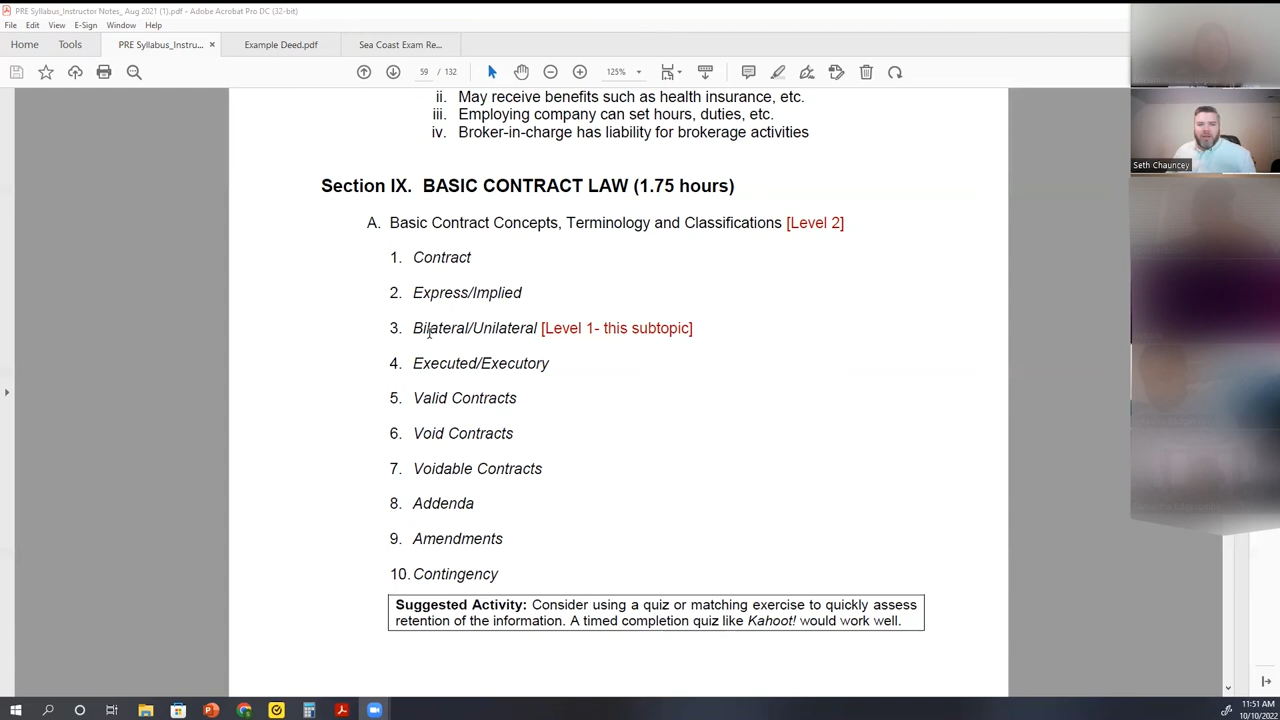 PRE Syllabus_Instructor Notes_ Aug 2021 (1).pdf - Adobe Acrobat Pro DC (32-bit)
File Edit View E-Sign Window Help
Home Tools PRE Syllabus_Instru... × Example Deed.pdf Sea Coast Exam Re...
59 / 132 125%
ii. May receive benefits such as health insurance, etc.
iii. Employing company can set hours, duties, etc.
iv. Broker-in-charge has liability for brokerage activities
Seth Chauncey
Section IX. BASIC CONTRACT LAW (1.75 hours)
A. Basic Contract Concepts, Terminology and Classifications [Level 2]
1. Contract
2. Express/Implied
3. Bilateral/Unilateral [Level 1- this subtopic]
4. Executed/Executory
5. Valid Contracts
6. Void Contracts
7. Voidable Contracts
8. Addenda
9. Amendments
10. Contingency
Suggested Activity: Consider using a quiz or matching exercise to quickly assess
retention of the information. A timed completion quiz like Kahoot! would work well.
11:51 AM
10/10/2022